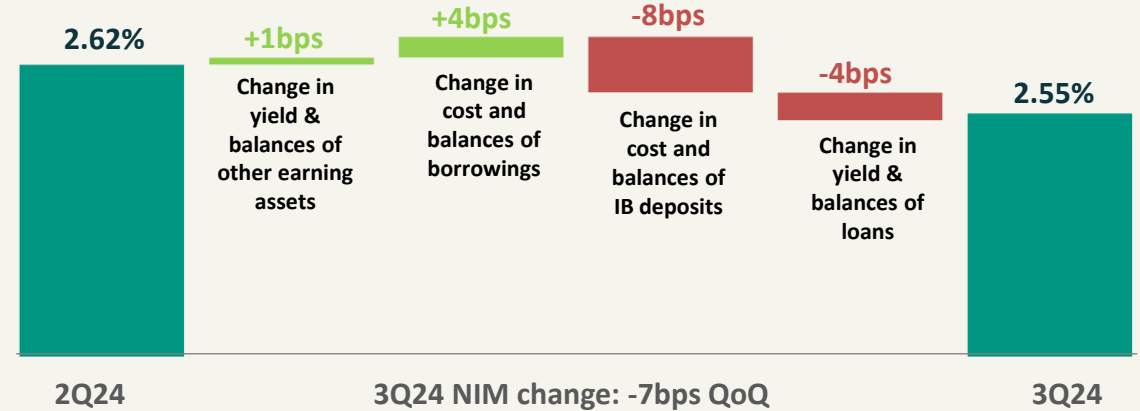 2.62%
+1bps
Change in
yield &
balances of
other earning
assets
+4bps
Change in
cost and
balances of
borrowings
-8bps
Change in
cost and
balances of
IB deposits
-4bps
Change in
yield &
balances of
loans
2.55%
2Q24
3Q24 NIM change: -7bps QoQ
3Q24